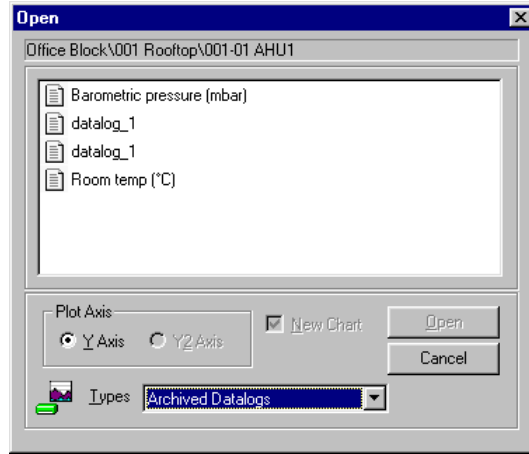 Open
Office Block\001 Rooftop\001-01 AHU1
Barometric pressure (mbar)
datalog_1
datalog_1
Room temp (°C)
Plot Axis
Y Axis
Y2 Axis
New Chart
Open
Cancel
Types
Archived Datalogs